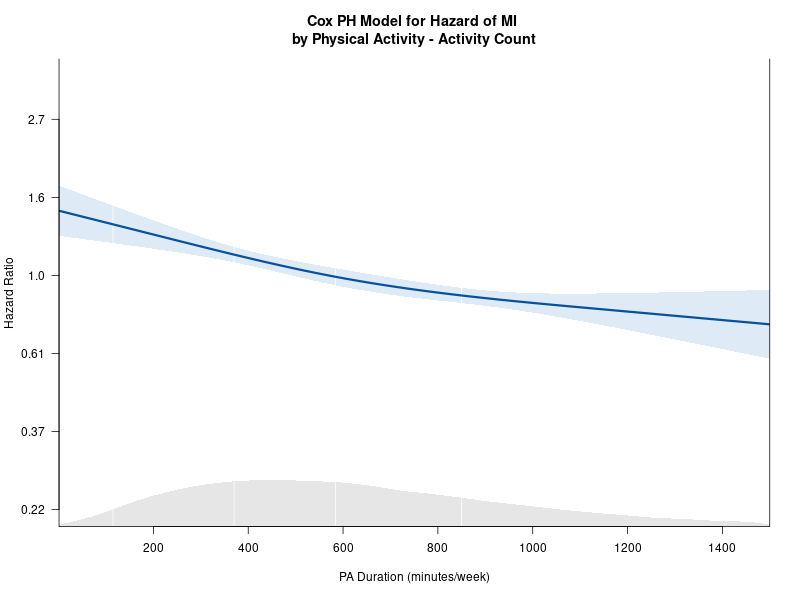 Cox PH Model for Hazard of MI
by Physical Activity - Activity Count
2.7
1.6
1.0
0.61
0.37
0.22
Hazard Ratio
200 400 600 800 1000 1200 1400
PA Duration (minutes/week)